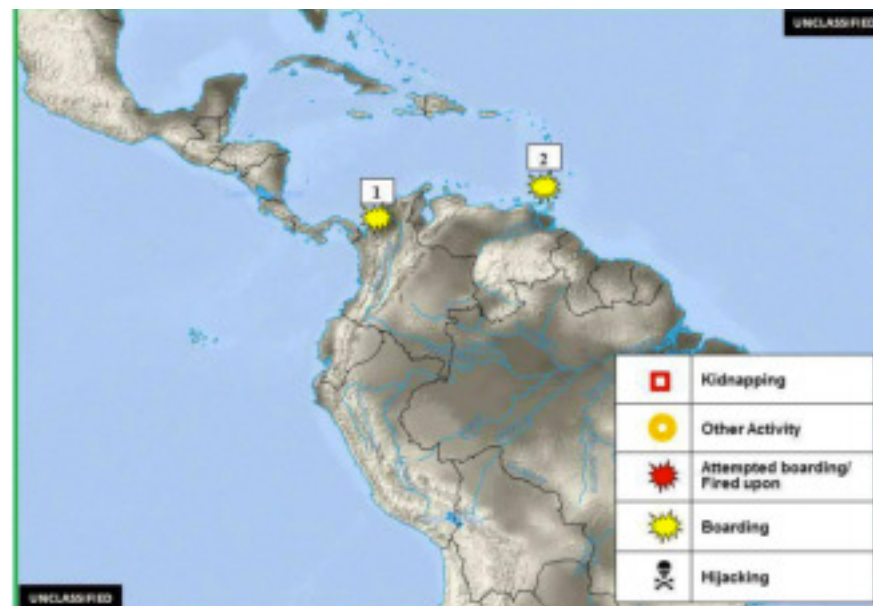 UNCLASSIFIED
2
1
Kidnapping
Other Activity
Attempted boarding/
Fired upon
Boarding
Hijacking
UNCLASSIFIED